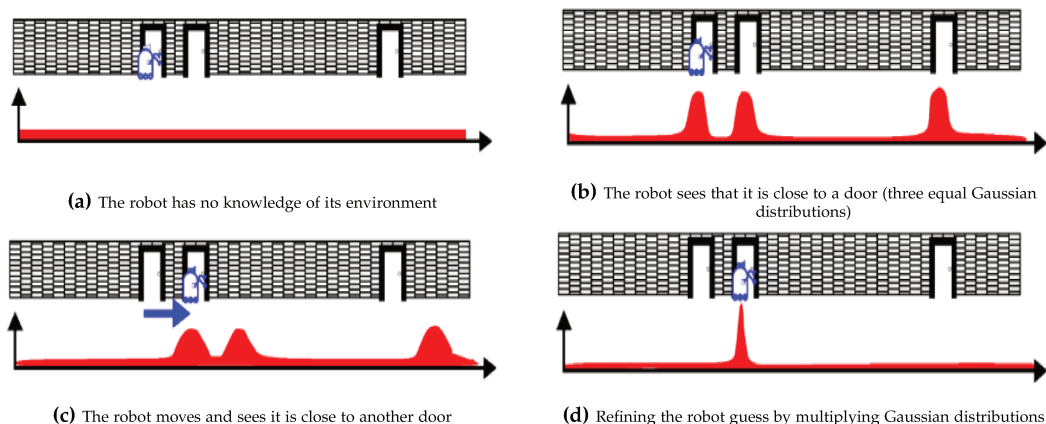 (a) The robot has no knowledge of its environment
(b) The robot sees that it is close to a door (three equal Gaussian
distributions)
(c) The robot moves and sees it is close to another door
(d) Refining the robot guess by multiplying Gaussian distributions